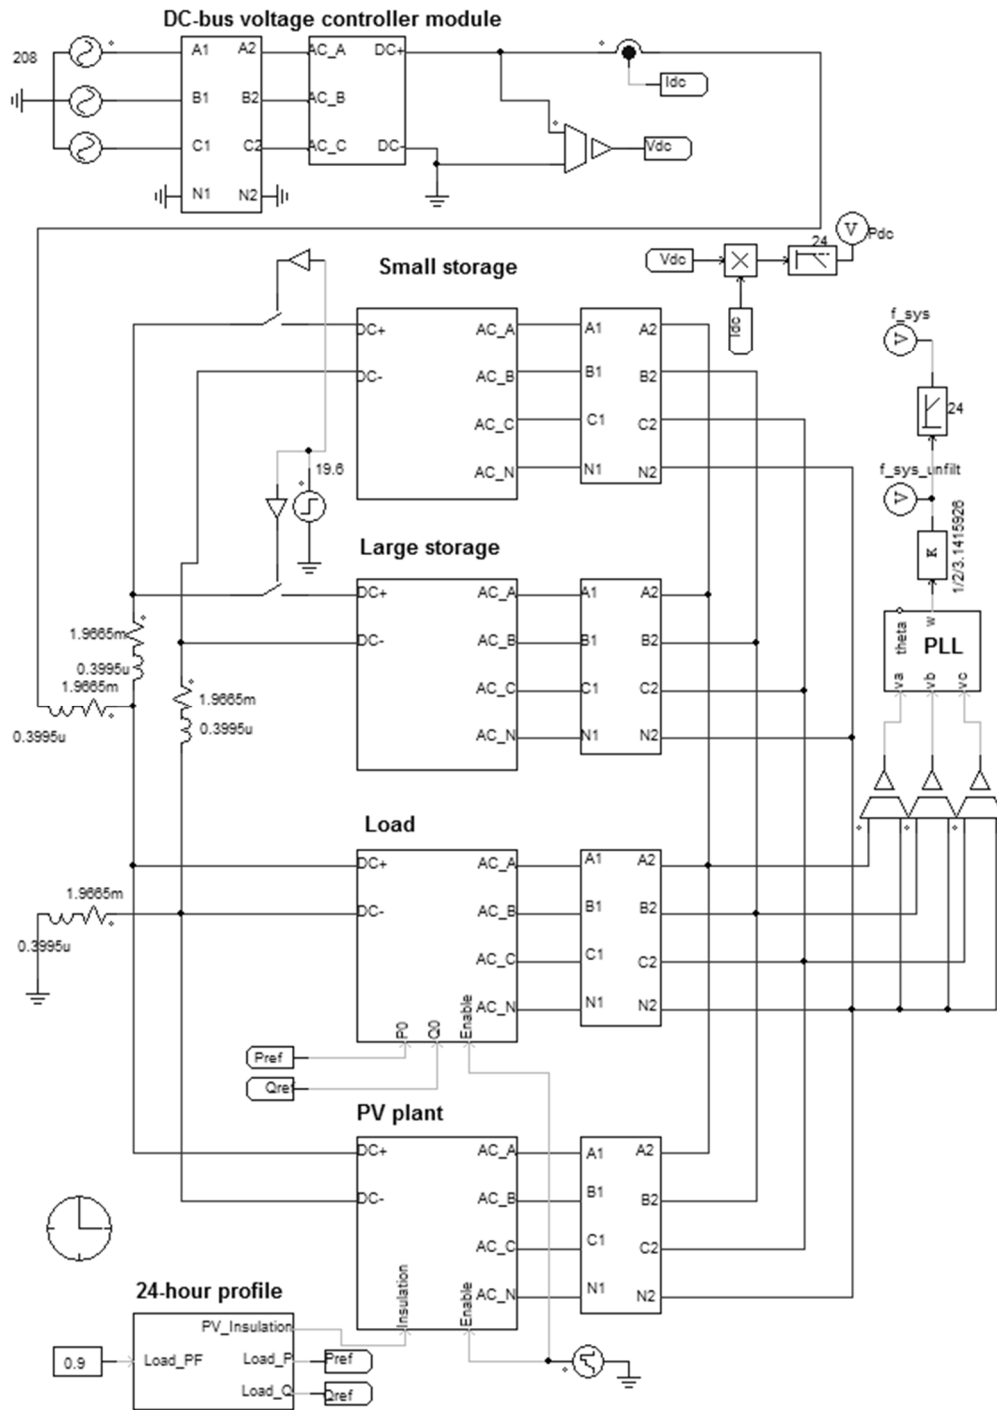 DC-bus voltage controller module
208
A1 A2 AC_A DC+
B1 B2 AC_B
C1 C2 AC_C DC-
N1 N2
Idc
Vdc
Small storage
Vdc
24
V
Pdc
Idc
DC+ AC_A A1 A2
DC- AC_B B1 B2
AC_C C1 C2
AC_N N1 N2
19.6
f_sys
V
24
f_sys_unfilt
V
K
1/2/3.1415926
Large storage
DC+ AC_A A1 A2
DC- AC_B B1 B2
AC_C C1 C2
AC_N N1 N2
theta w
PLL
va vb vc
1.9665m
0.3995u
1.9665m
0.3995u
1.9665m
0.3995u
Load
DC+ AC_A A1 A2
DC- AC_B B1 B2
AC_C C1 C2
AC_N N1 N2
P0 Q0 Enable
1.9665m
0.3995u
Pref
Qref
PV plant
DC+ AC_A A1 A2
DC- AC_B B1 B2
AC_C C1 C2
AC_N N1 N2
Insulation Enable
24-hour profile
PV_Insulation
0.9 Load_PF Load_P Pref
Load_Q Qref